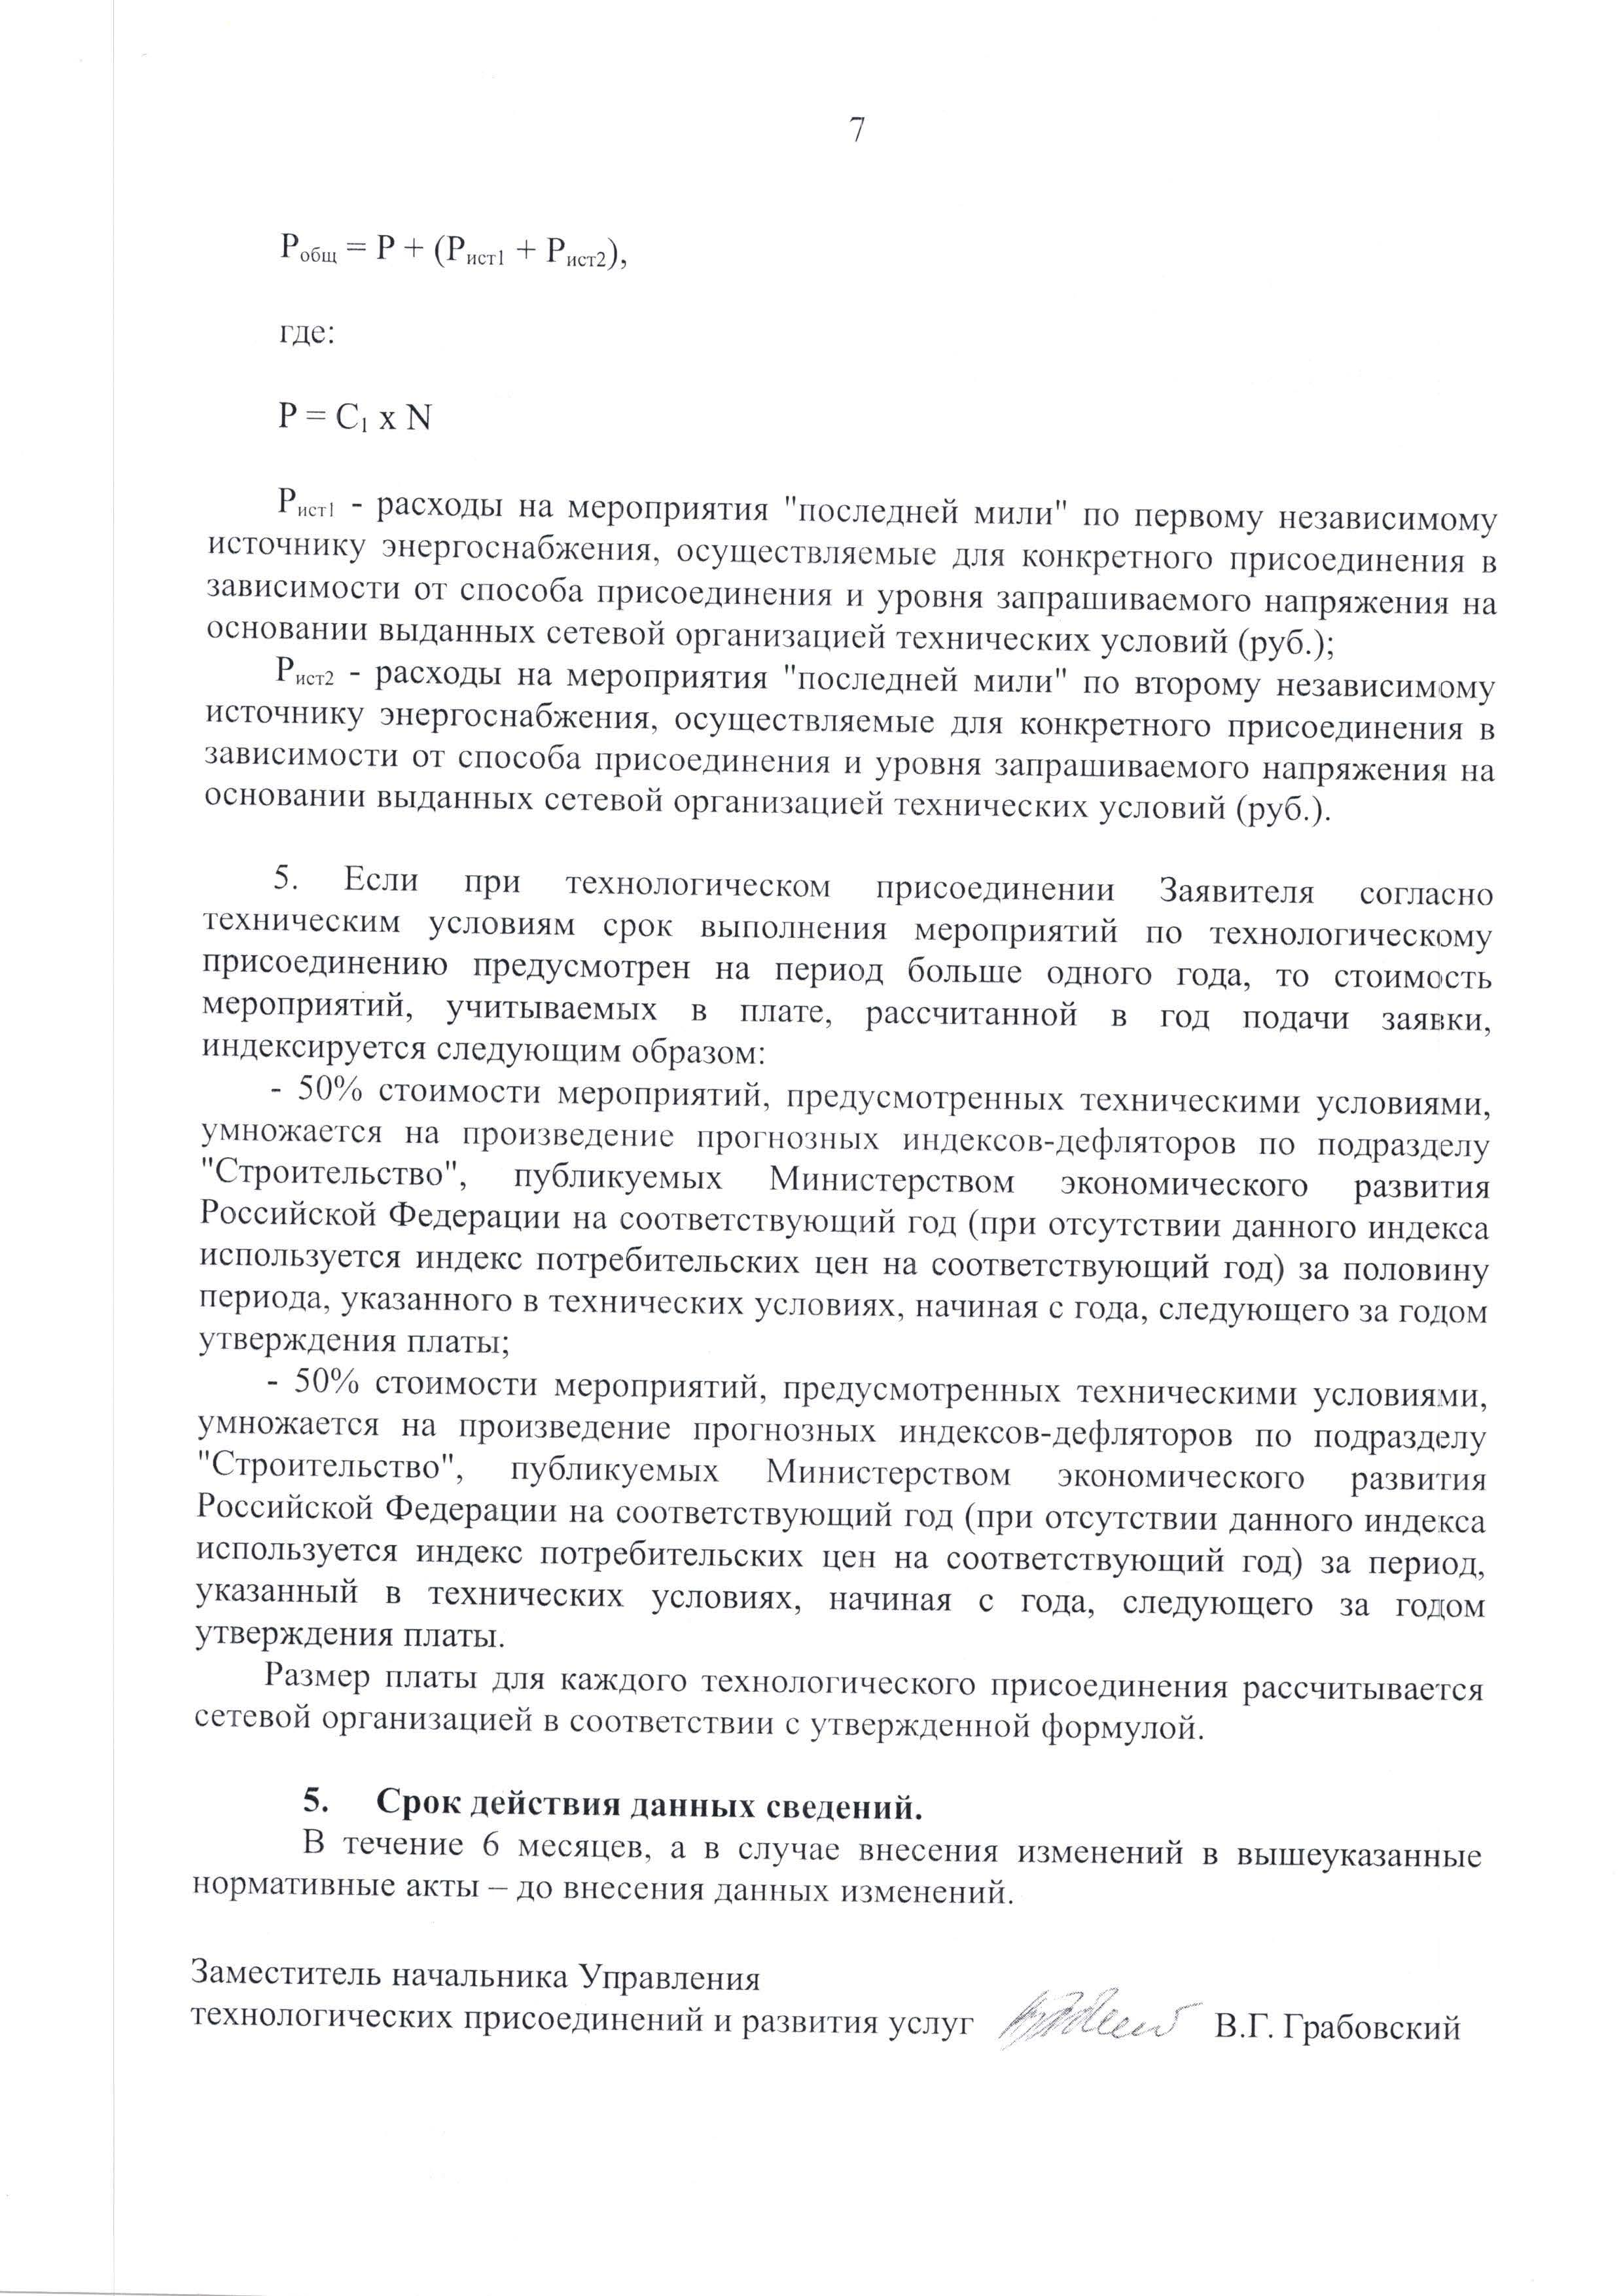 7
Pобщ = P + (Pист1 + Pист2),
где:
P = C1 x N
Pист1 - расходы на мероприятия "последней мили" по первому независимому
источнику энергоснабжения, осуществляемые для конкретного присоединения в
зависимости от способа присоединения и уровня запрашиваемого напряжения на
основании выданных сетевой организацией технических условий (руб.);
Pист2 - расходы на мероприятия "последней мили" по второму независимому
источнику энергоснабжения, осуществляемые для конкретного присоединения в
зависимости от способа присоединения и уровня запрашиваемого напряжения на
основании выданных сетевой организацией технических условий (руб.).
5. Если при технологическом присоединении Заявителя согласно
техническим условиям срок выполнения мероприятий по технологическому
присоединению предусмотрен на период больше одного года, то стоимость
мероприятий, учитываемых в плате, рассчитанной в год подачи заявки,
индексируется следующим образом:
- 50% стоимости мероприятий, предусмотренных техническими условиями,
умножается на произведение прогнозных индексов-дефляторов по подразделу
"Строительство", публикуемых Министерством экономического развития
Российской Федерации на соответствующий год (при отсутствии данного индекса
используется индекс потребительских цен на соответствующий год) за половину
периода, указанного в технических условиях, начиная с года, следующего за годом
утверждения платы;
- 50% стоимости мероприятий, предусмотренных техническими условиями,
умножается на произведение прогнозных индексов-дефляторов по подразделу
"Строительство", публикуемых Министерством экономического развития
Российской Федерации на соответствующий год (при отсутствии данного индекса
используется индекс потребительских цен на соответствующий год) за период,
указанный в технических условиях, начиная с года, следующего за годом
утверждения платы.
Размер платы для каждого технологического присоединения рассчитывается
сетевой организацией в соответствии с утвержденной формулой.
5. Срок действия данных сведений.
В течение 6 месяцев, а в случае внесения изменений в вышеуказанные
нормативные акты – до внесения данных изменений.
Заместитель начальника Управления
технологических присоединений и развития услуг В.Г. Грабовский